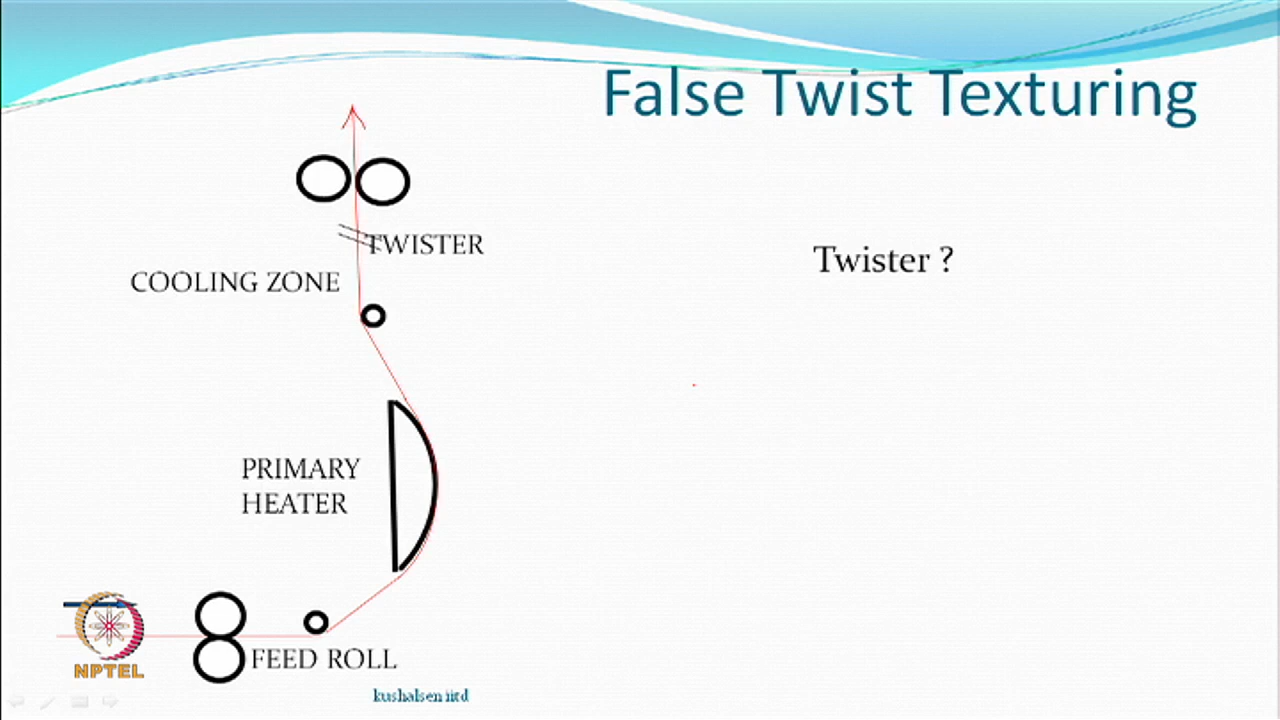 False Twist Texturing
TWISTER
Twister ?
COOLING ZONE
PRIMARY
HEATER
FEED ROLL
NPTEL
kushalsen iitd